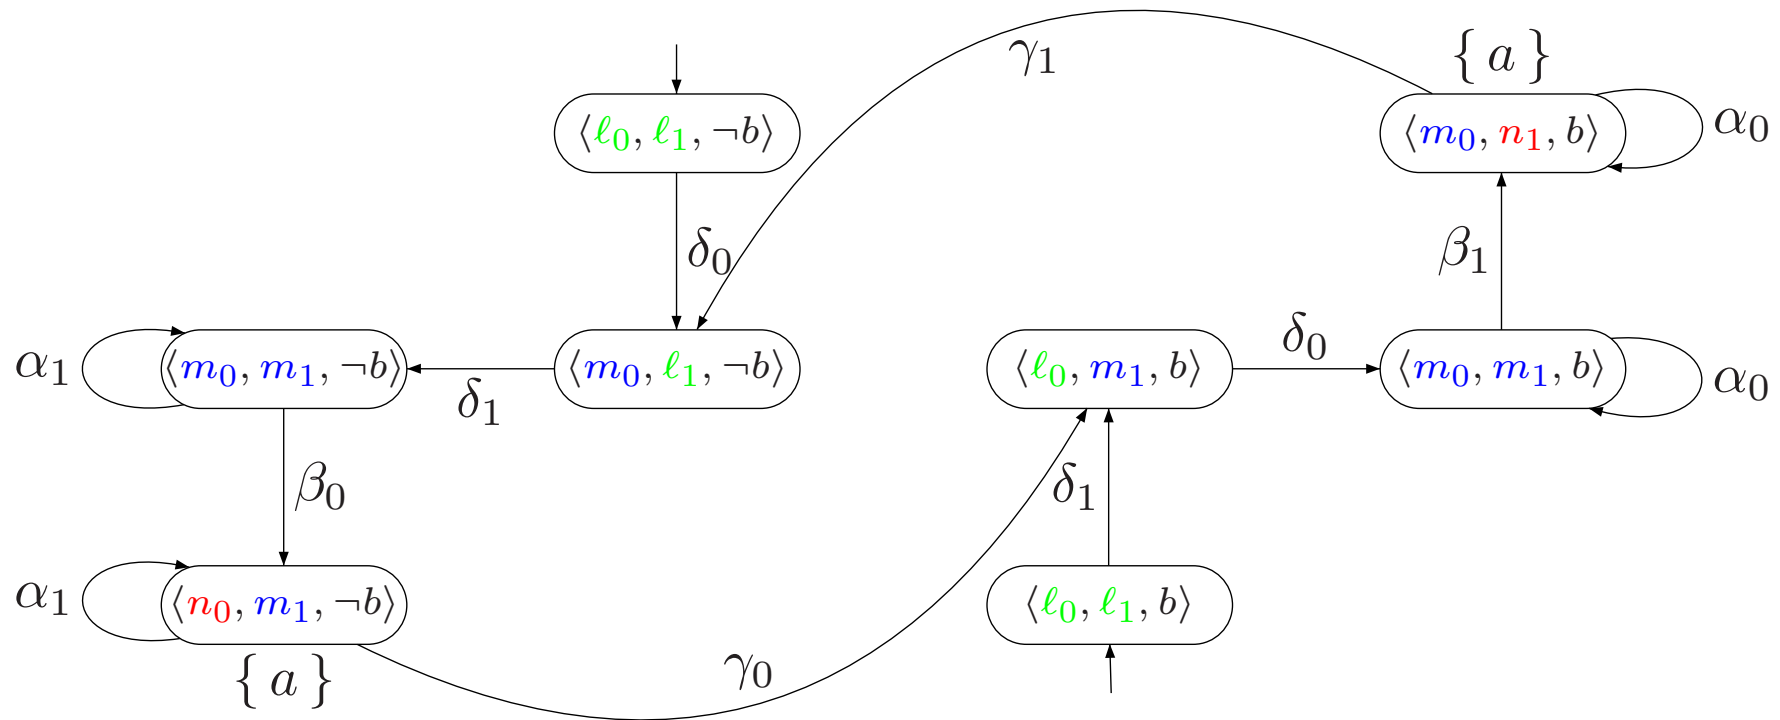 γ₁
{ a }
⟨ℓ₀, ℓ₁, ¬b⟩
⟨m₀, n₁, b⟩
α₀
δ₀
β₁
α₁
⟨m₀, m₁, ¬b⟩
δ₁
⟨m₀, ℓ₁, ¬b⟩
⟨ℓ₀, m₁, b⟩
δ₀
⟨m₀, m₁, b⟩
α₀
β₀
δ₁
α₁
⟨n₀, m₁, ¬b⟩
⟨ℓ₀, ℓ₁, b⟩
{ a }
γ₀